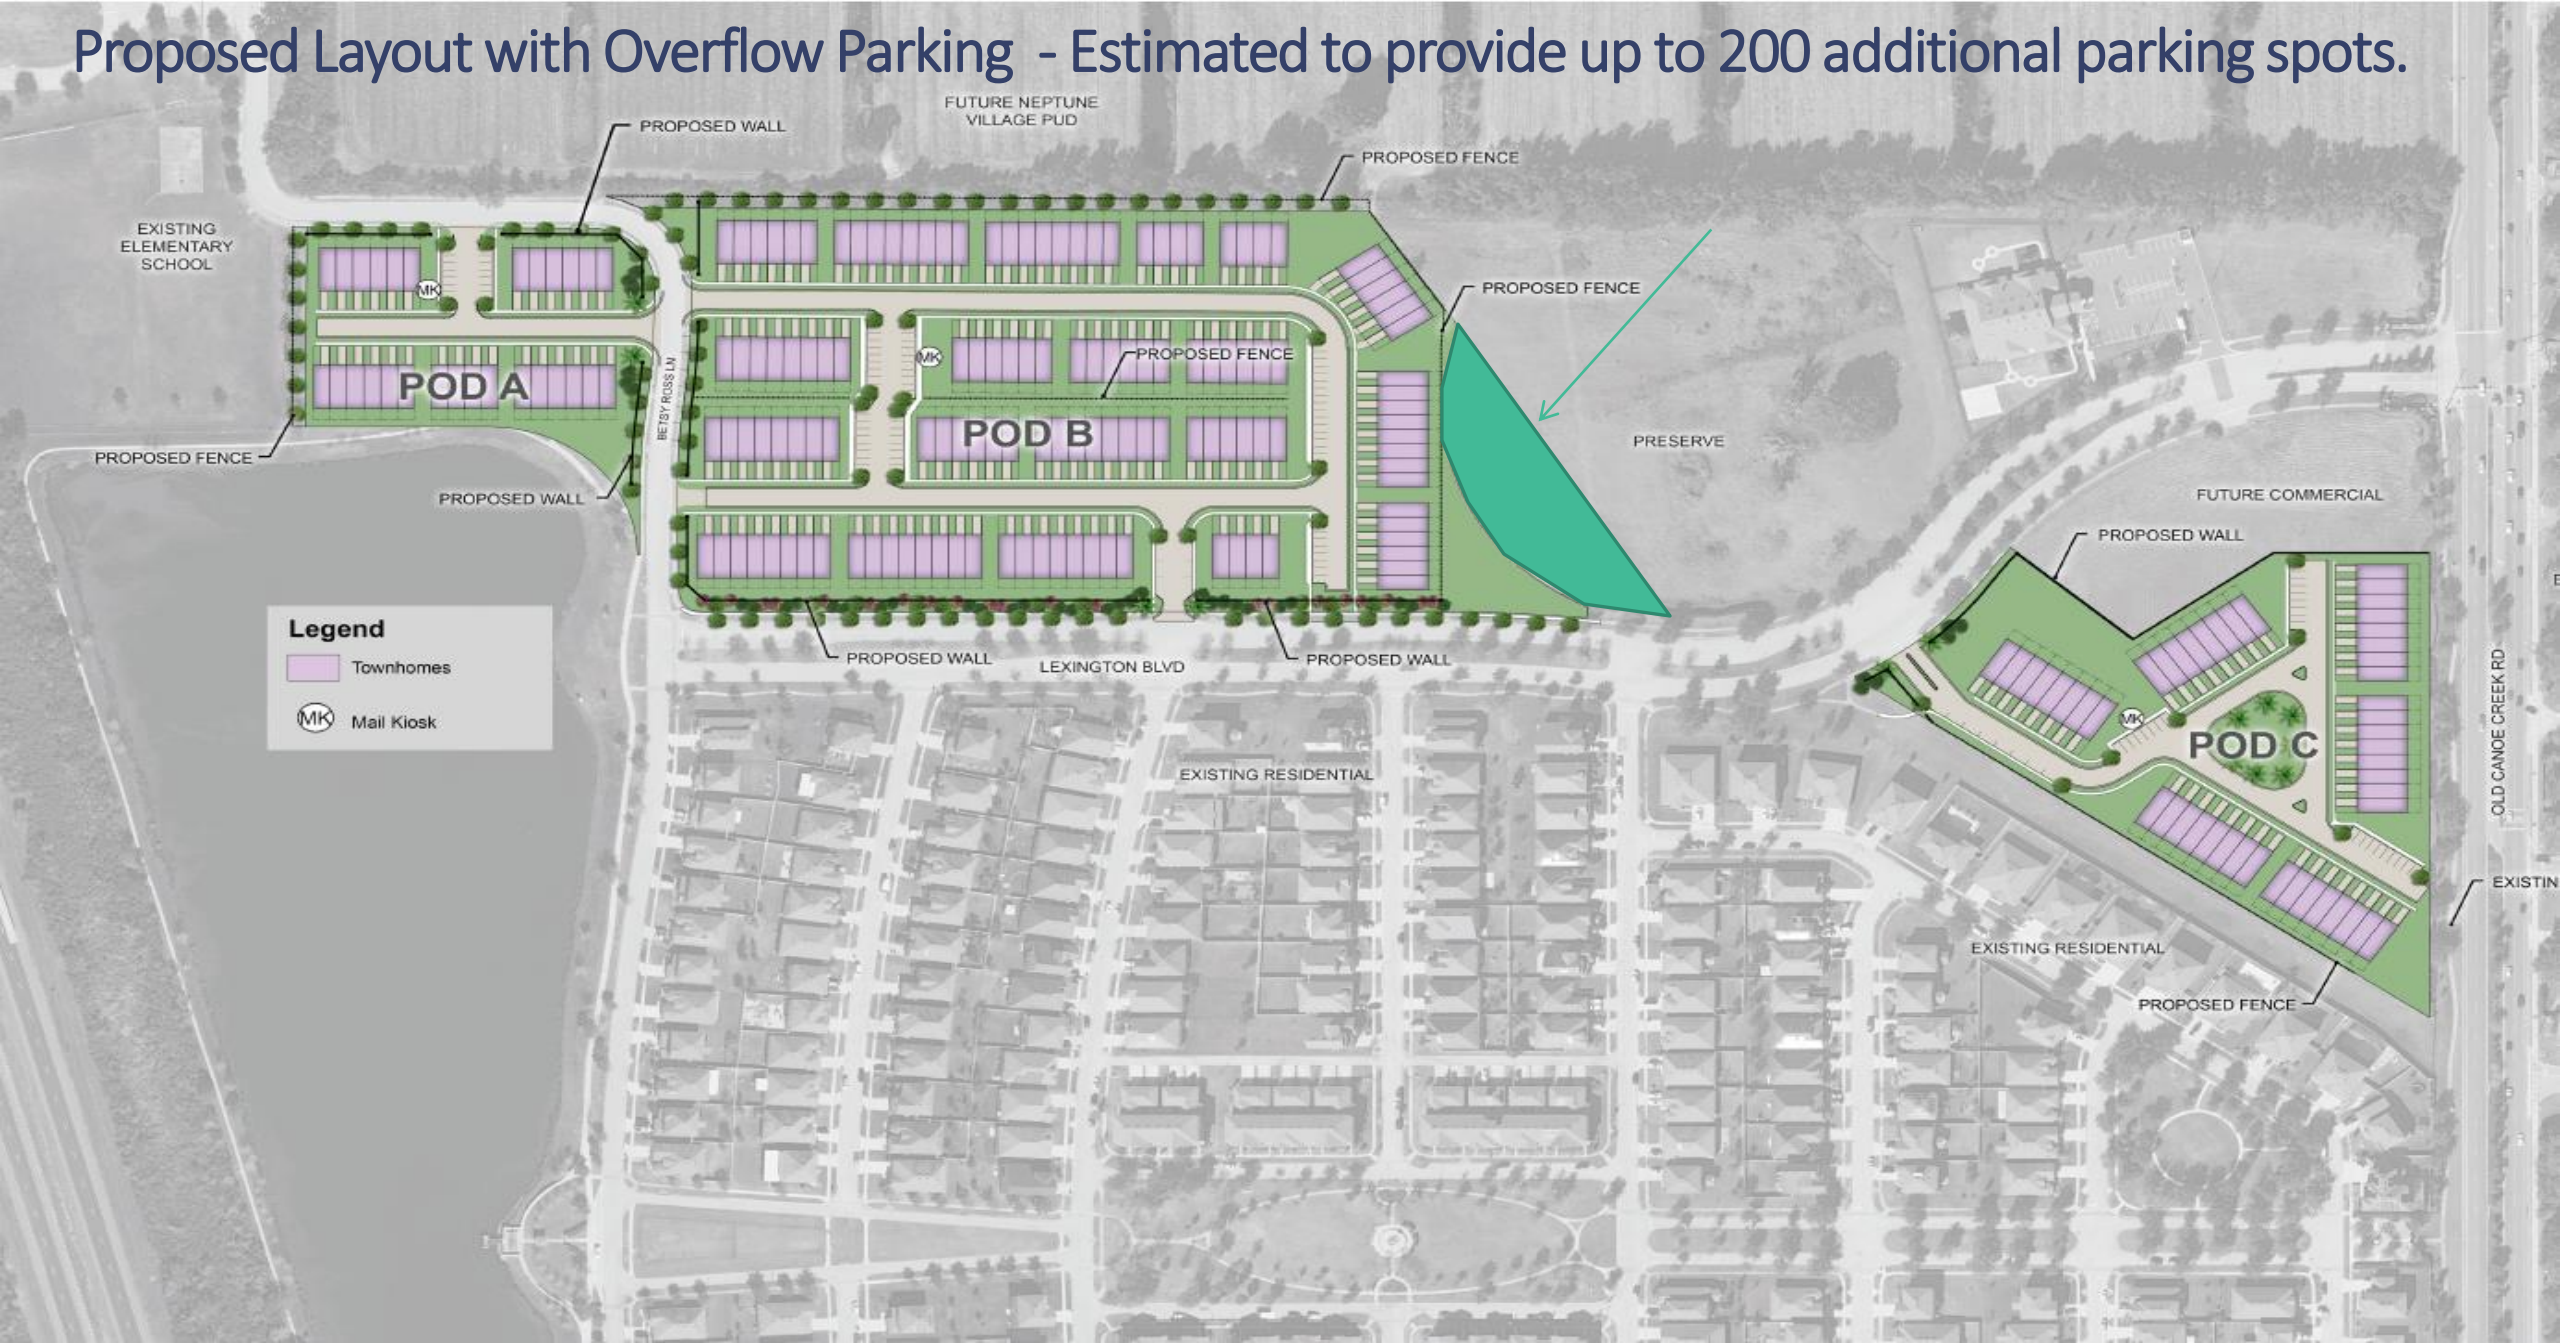 Proposed Layout with Overflow Parking - Estimated to provide up to 200 additional parking spots.
FUTURE NEPTUNE
VILLAGE PUD
PROPOSED WALL
PROPOSED FENCE
EXISTING
ELEMENTARY
SCHOOL
MK
PROPOSED FENCE
MK
PROPOSED FENCE
POD A
BETSY ROSS LN
POD B
PRESERVE
PROPOSED FENCE
PROPOSED WALL
FUTURE COMMERCIAL
PROPOSED WALL
Legend
Townhomes
MK Mail Kiosk
PROPOSED WALL
LEXINGTON BLVD
PROPOSED WALL
MK
POD C
OLD CANOE CREEK RD
EXISTING RESIDENTIAL
EXISTIN
EXISTING RESIDENTIAL
PROPOSED FENCE